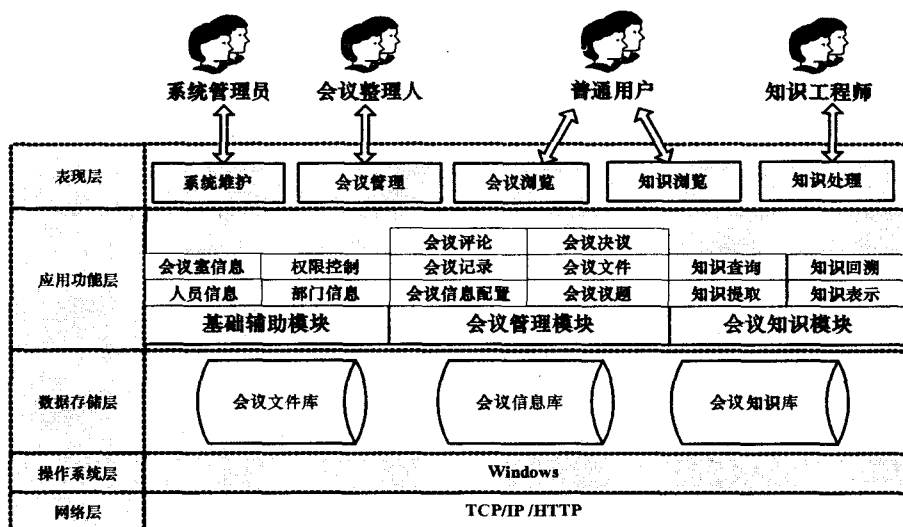 系统管理员 会议整理人 普通用户 知识工程师
表现层 系统维护 会议管理 会议浏览 知识浏览 知识处理
会议评论 会议决议
应用功能层 会议室信息 权限控制 会议记录 会议文件 知识查询 知识回溯
人员信息 部门信息 会议信息配置 会议议题 知识提取 知识表示
基础辅助模块 会议管理模块 会议知识模块
数据存储层 会议文件库 会议信息库 会议知识库
操作系统层 Windows
网络层 TCP/IP /HTTP